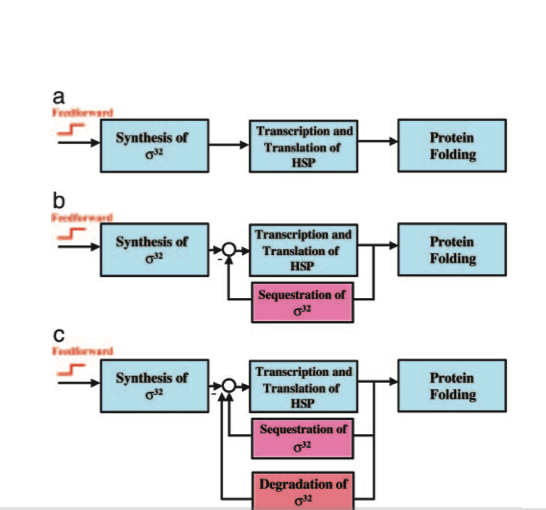 a
Feedforward
Synthesis of
σ³²
Transcription and
Translation of
HSP
Protein
Folding
b
Feedforward
Synthesis of
σ³²
-
Transcription and
Translation of
HSP
Protein
Folding
Sequestration of
σ³²
c
Feedforward
Synthesis of
σ³²
-
Transcription and
Translation of
HSP
Protein
Folding
Sequestration of
σ³²
Degradation of
σ³²